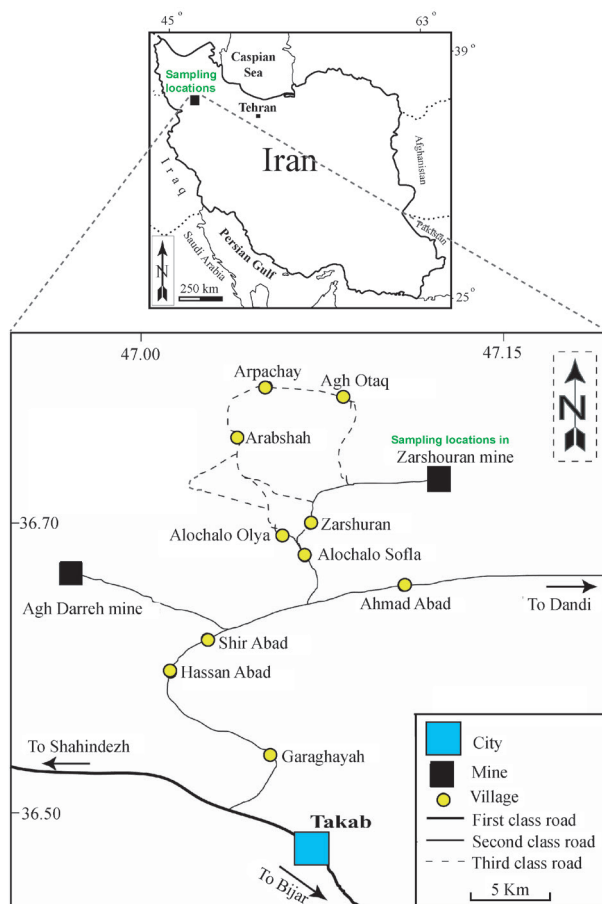 45°
63°
39°
Caspian
Sea
Sampling
locations
Tehran
Iran
Afghanistan
Iraq
Pakistan
Persian Gulf
Saudi Arabia
N
250 km
25°
47.00
47.15
Arpachay
Agh Otaq
N
Arabshah
Sampling locations in
Zarshouran mine
36.70
Zarshuran
Alochalo Olya
Alochalo Sofla
Agh Darreh mine
Ahmad Abad
To Dandi
Shir Abad
Hassan Abad
To Shahindezh
Garaghayah
City
Mine
Village
36.50
Takab
First class road
Second class road
Third class road
To Bijar
5 Km